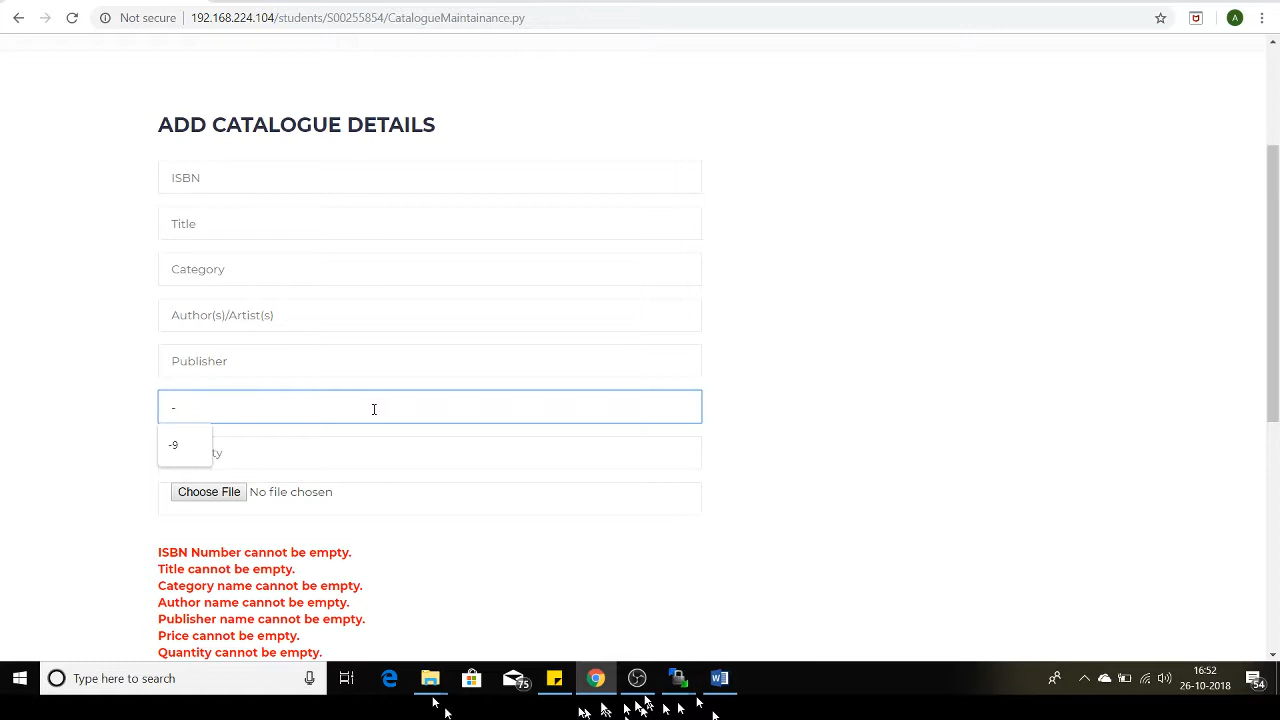 Not secure
192.168.224.104/students/S00255854/CatalogueMaintainance.py
A
ADD CATALOGUE DETAILS
ISBN
Title
Category
Author(s)/Artist(s)
Publisher
-
-9
ty
Choose File No file chosen
ISBN Number cannot be empty.
Title cannot be empty.
Category name cannot be empty.
Author name cannot be empty.
Publisher name cannot be empty.
Price cannot be empty.
Quantity cannot be empty.
Type here to search
75
16:52
26-10-2018
54